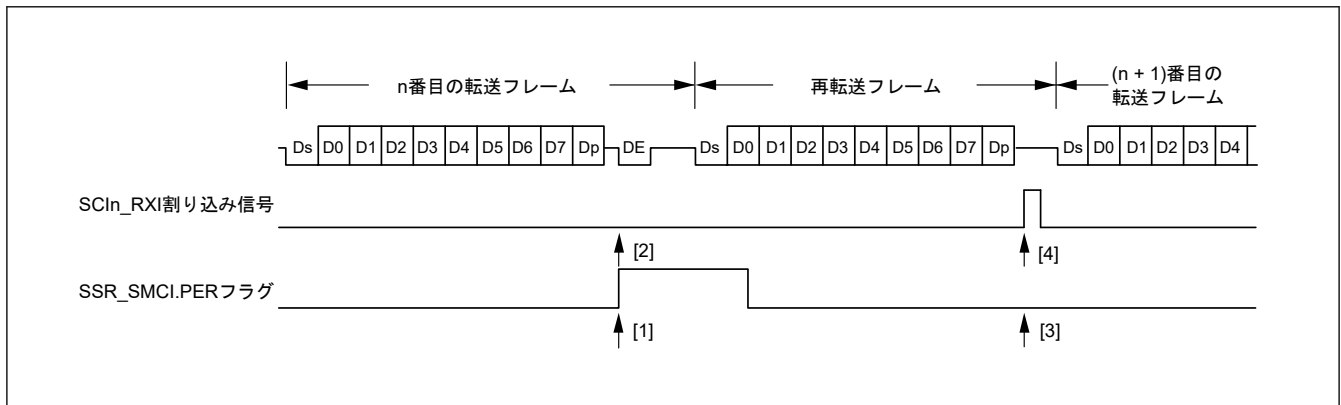 n番目の転送フレーム
再転送フレーム
(n + 1)番目の
転送フレーム
Ds D0 D1 D2 D3 D4 D5 D6 D7 Dp DE Ds D0 D1 D2 D3 D4 D5 D6 D7 Dp Ds D0 D1 D2 D3 D4
SCIn_RXI割り込み信号
[2]
[4]
SSR_SMCI.PERフラグ
[1]
[3]